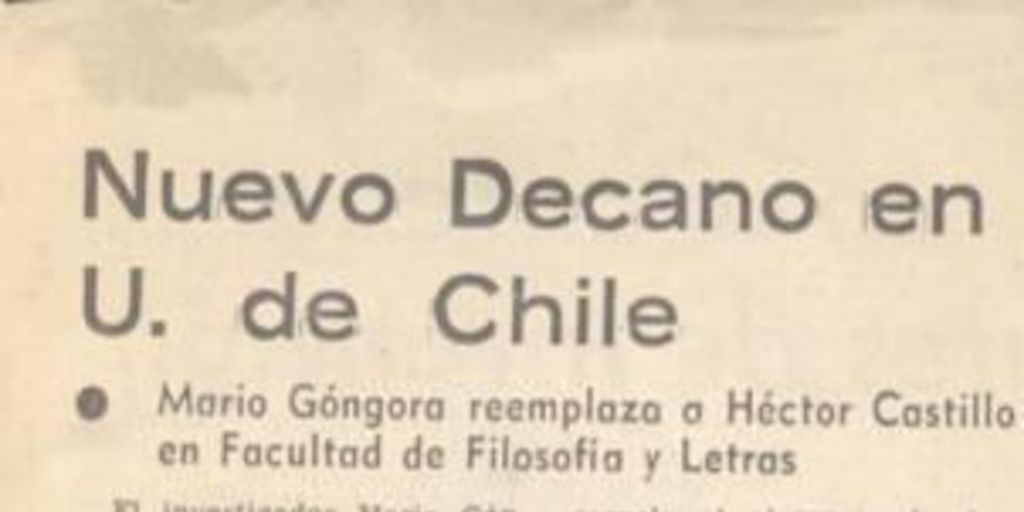 Nuevo Decano en
U. de Chile
● Mario Góngora reemplaza a Héctor Castillo
en Facultad de Filosofía y Letras